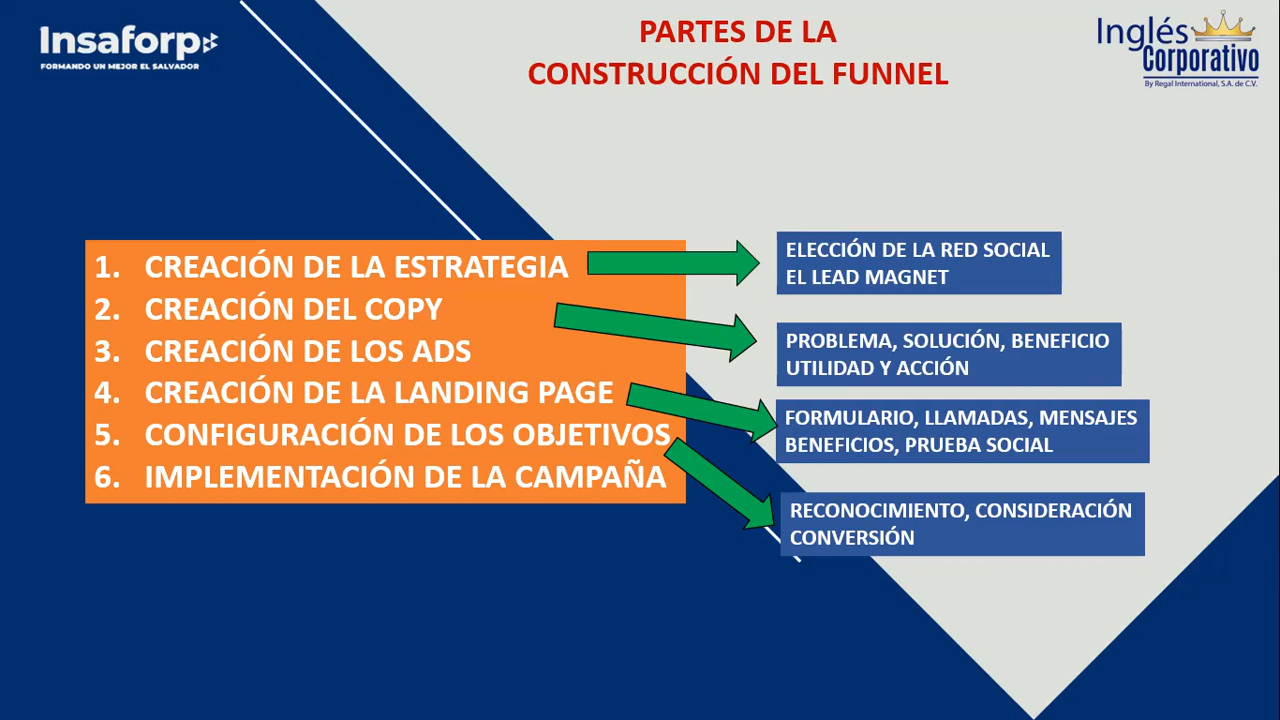 Insaforp
FORMANDO UN MEJOR EL SALVADOR
PARTES DE LA
CONSTRUCCIÓN DEL FUNNEL
Inglés
Corporativo
By Regal International, S.A. de C.V.
1. CREACIÓN DE LA ESTRATEGIA
2. CREACIÓN DEL COPY
3. CREACIÓN DE LOS ADS
4. CREACIÓN DE LA LANDING PAGE
5. CONFIGURACIÓN DE LOS OBJETIVOS
6. IMPLEMENTACIÓN DE LA CAMPAÑA
ELECCIÓN DE LA RED SOCIAL
EL LEAD MAGNET
PROBLEMA, SOLUCIÓN, BENEFICIO
UTILIDAD Y ACCIÓN
FORMULARIO, LLAMADAS, MENSAJES
BENEFICIOS, PRUEBA SOCIAL
RECONOCIMIENTO, CONSIDERACIÓN
CONVERSIÓN